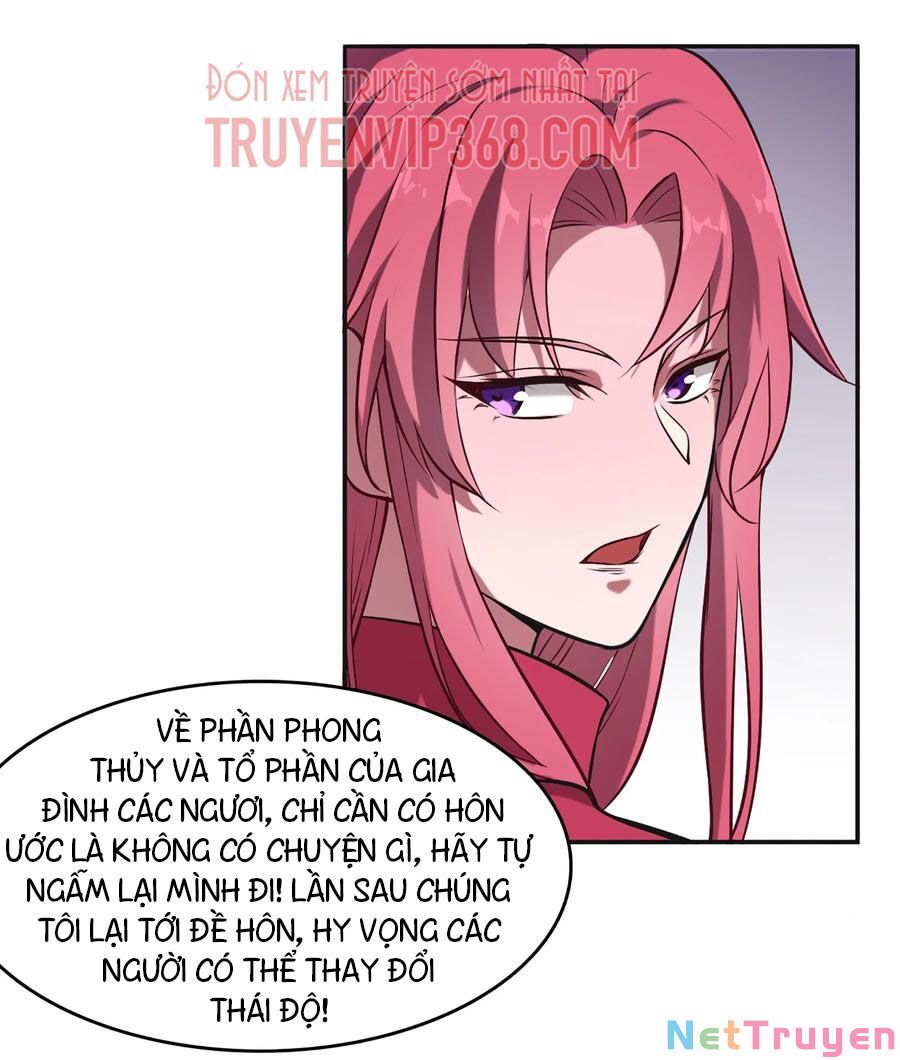 ĐÓN XEM TRUYỆN SỚM NHẤT TẠI
TRUYENVIP368.COM
VỀ PHẦN PHONG
THỦY VÀ TỔ PHẦN CỦA GIA
ĐÌNH CÁC NGƯƠI, CHỈ CẦN CÓ HÔN
ƯỚC LÀ KHÔNG CÓ CHUYỆN GÌ, HÃY TỰ
NGẪM LẠI MÌNH ĐI! LẦN SAU CHÚNG
TÔI LẠI TỚI ĐỀ HÔN, HY VỌNG CÁC
NGƯỜI CÓ THỂ THAY ĐỔI
THÁI ĐỘ!
NetTruyen